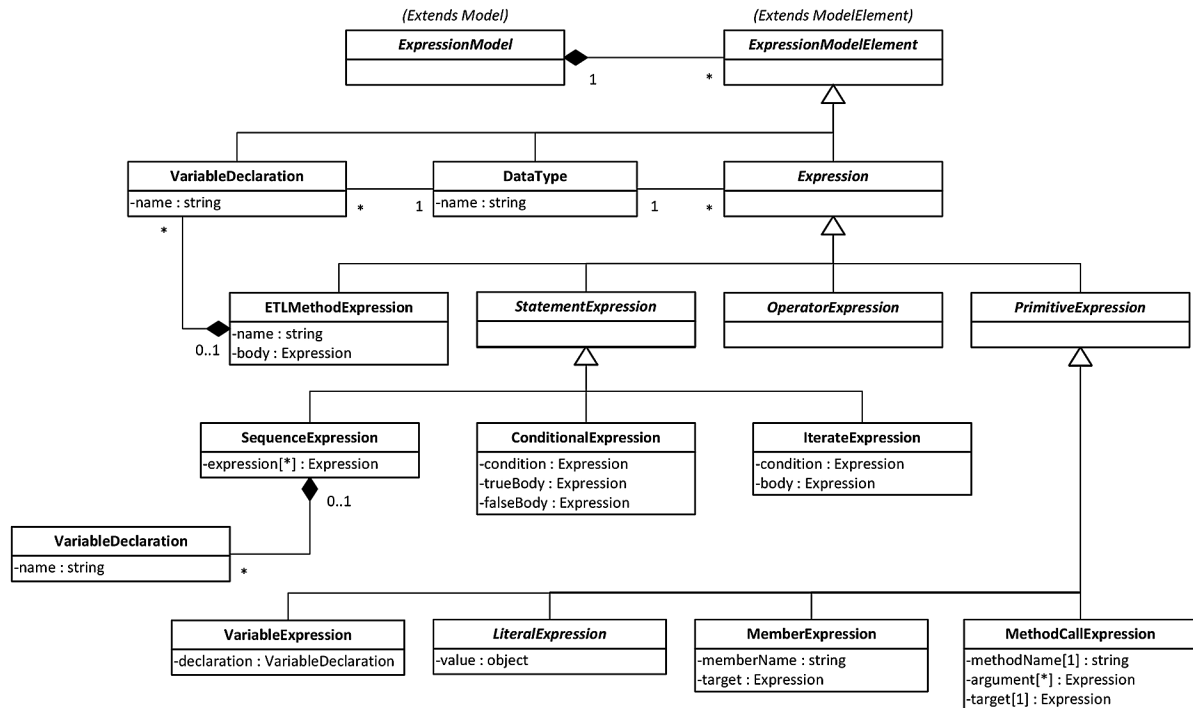 (Extends Model)
(Extends ModelElement)
ExpressionModel
ExpressionModelElement
1
*
VariableDeclaration
-name : string
DataType
-name : string
Expression
*
1
1
*
*
ETLMethodExpression
-name : string
-body : Expression
0..1
StatementExpression
OperatorExpression
PrimitiveExpression
SequenceExpression
-expression[*] : Expression
ConditionalExpression
-condition : Expression
-trueBody : Expression
-falseBody : Expression
IterateExpression
-condition : Expression
-body : Expression
0..1
VariableDeclaration
-name : string
*
VariableExpression
-declaration : VariableDeclaration
LiteralExpression
-value : object
MemberExpression
-memberName : string
-target : Expression
MethodCallExpression
-methodName[1] : string
-argument[*] : Expression
-target[1] : Expression